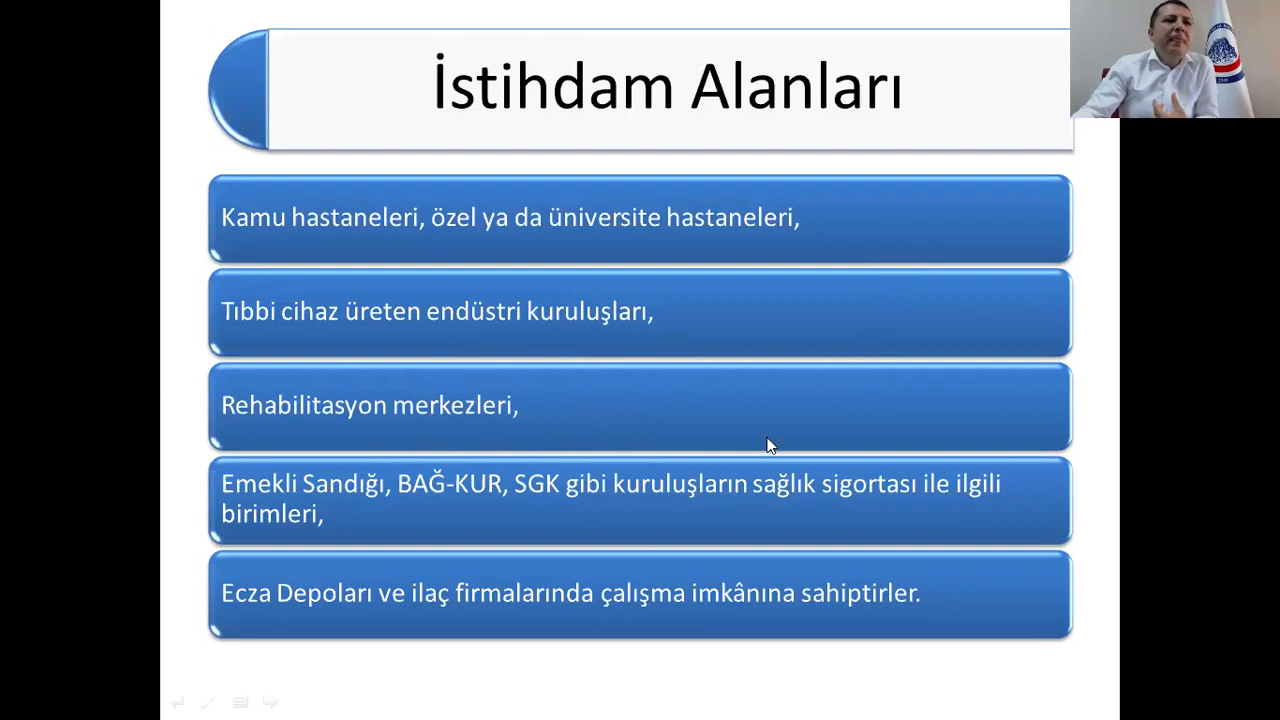 İstihdam Alanları
Kamu hastaneleri, özel ya da üniversite hastaneleri,
Tıbbi cihaz üreten endüstri kuruluşları,
Rehabilitasyon merkezleri,
Emekli Sandığı, BAĞ-KUR, SGK gibi kuruluşların sağlık sigortası ile ilgili
birimleri,
Ecza Depoları ve ilaç firmalarında çalışma imkânına sahiptirler.